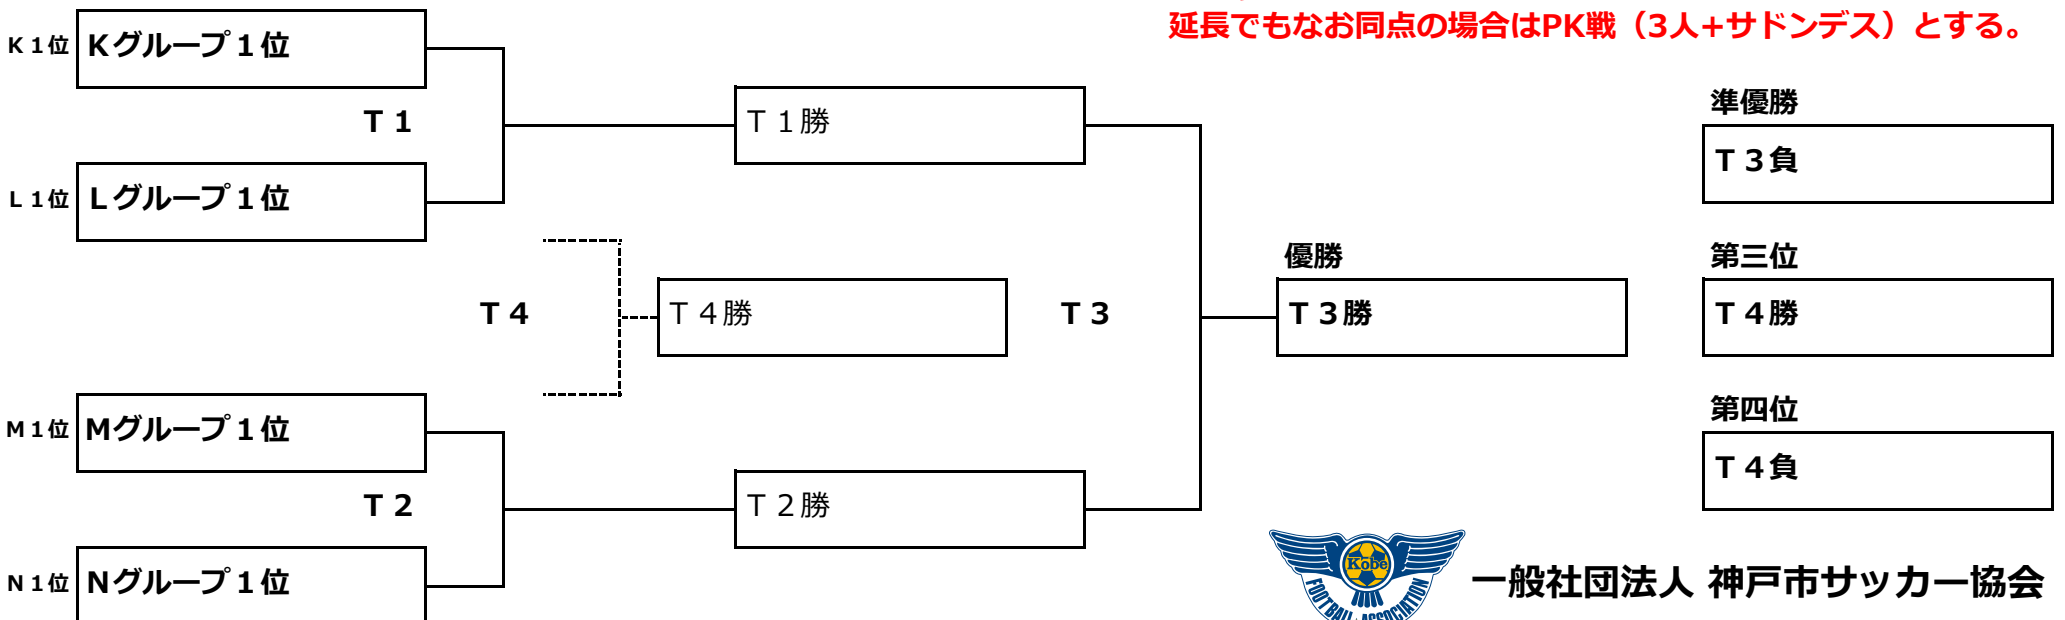 延長でもなお同点の場合はPK戦（3人+サドンデス）とする。
K１位 Kグループ１位
T１
T１勝
準優勝
T３負
L１位 Lグループ１位
優勝
第三位
T４
T４勝
T３
T３勝
T４勝
第四位
M１位 Mグループ１位
T４負
T２
T２勝
N１位 Nグループ１位
Kobe
FOOTBALL ASSOCIATION
一般社団法人 神戸市サッカー協会